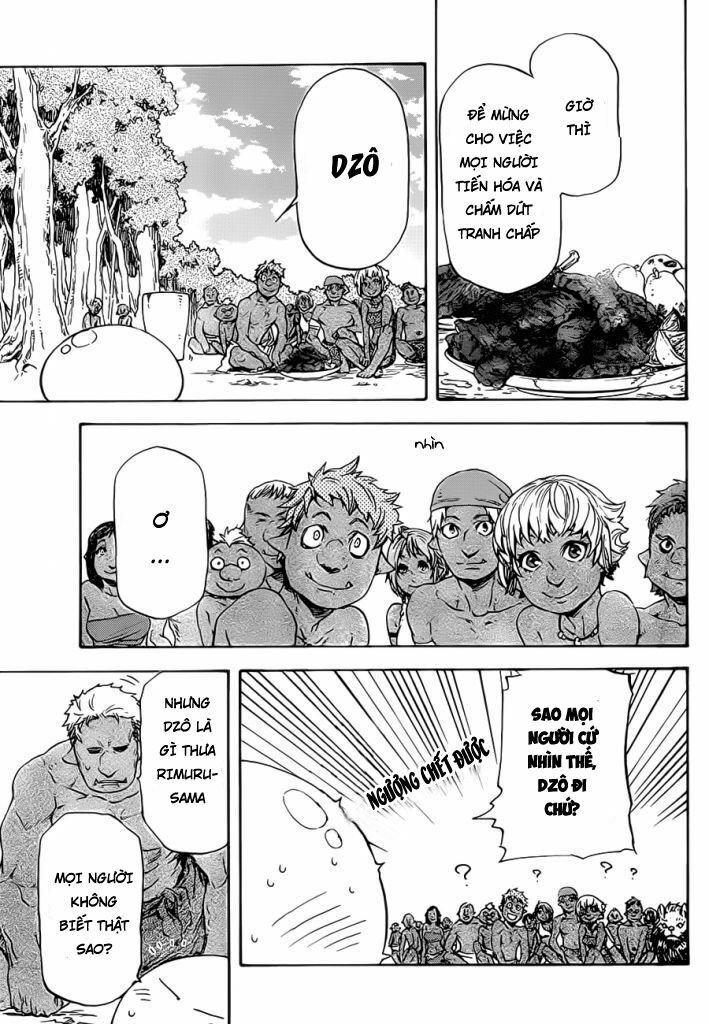 GIỜ
THÌ
ĐỂ MỪNG
CHO VIỆC
MỌI NGƯỜI
TIẾN HÓA VÀ
CHẤM DỨT
TRANH CHẤP
DZÔ
nhìn
Ơ
...
SAO MỌI
NGƯỜI CỨ
NHÌN THẾ,
DZÔ ĐI
CHỨ?
NGƯỢNG CHẾT ĐƯỢC
?
?
?
?
NHƯNG
DZÔ LÀ
GÌ THƯA
RIMURU-
SAMA
MỌI NGƯỜI
KHÔNG
BIẾT THẬT
SAO?